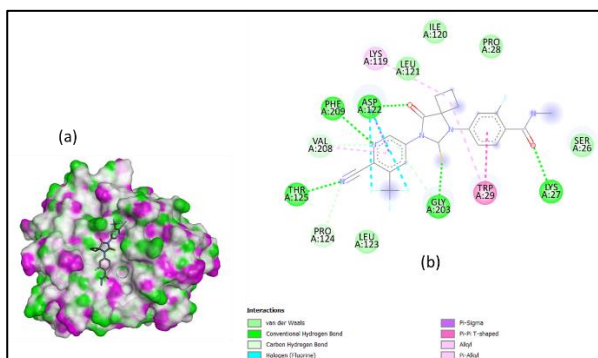 (a)
ILE
A:120
PRO
A:28
LYS
A:119
LEU
A:121
PHE
A:209
ASP
A:122
VAL
A:208
SER
A:26
THR
A:125
GLY
A:203
TRP
A:29
LYS
A:27
PRO
A:124
LEU
A:123
(b)
Interactions
van der Waals
Conventional Hydrogen Bond
Carbon Hydrogen Bond
Halogen (Fluorine)
Pi-Sigma
Pi-Pi T-shaped
Alkyl
Pi-Alkyl